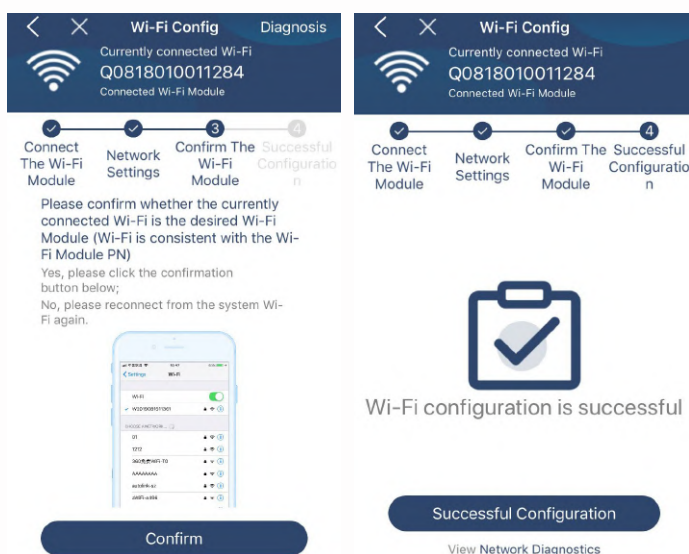 Wi-Fi Config
Diagnosis
Currently connected Wi-Fi
Q0818010011284
Connected Wi-Fi Module
3
4
Connect
The Wi-Fi
Module
Network
Settings
Confirm The
Wi-Fi
Module
Successful
Configuratio
n
Please confirm whether the currently
connected Wi-Fi is the desired Wi-
Fi Module (Wi-Fi is consistent with the Wi-
Fi Module PN)
Yes, please click the confirmation
button below;
No, please reconnect from the system Wi-
Fi again.
Settings
Wi-Fi
Wi-Fi
01
1212
AAAAAAAA
Confirm
Wi-Fi Config
Currently connected Wi-Fi
Q0818010011284
Connected Wi-Fi Module
4
Connect
The Wi-Fi
Module
Network
Settings
Confirm The
Wi-Fi
Module
Successful
Configuratio
n
Wi-Fi configuration is successful
Successful Configuration
View Network Diagnostics